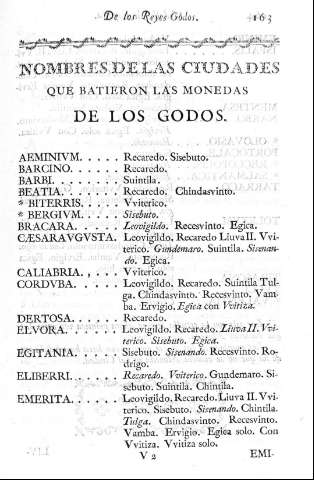 De los Reyes Godos. 163
NOMBRES DE LAS CIUDADES
QUE BATIERON LAS MONEDAS
DE LOS GODOS.
AEMINIVM. . . . . . Recaredo. Sisebuto.
BARCINO. . . . . . Recaredo.
BARBI. . . . . . . Suintila.
BEATIA. . . . . . . Recaredo. Chindasvinto.
* BITERRIS. . . . . Vviterico.
* BERGIVM. . . . . Sisebuto.
BRACARA. . . . . . Leovigildo. Recesvinto. Egica.
CÆSARAVGVSTA. Leovigildo. Recaredo Liuva II. Vvi-
terico. Gundemaro. Suintila. Sisenan-
do. Egica.
CALIABRIA. , . . . Vviterico.
CORDVBA. . . . . . Leovigildo. Recaredo. Suintila Tul-
ga. Chindasvinto. Recesvinto. Vam-
ba. Ervigio. Egica con Vvitiza.
DERTOSA. . . . . . Recaredo.
ELVORA. . . . . . . Leovigildo. Recaredo. Liuva II. Vvi-
terico. Sisebuto. Egica.
EGITANIA. . . . . . Sisebuto. Sisenando. Recesvinto. Ro-
drigo.
ELIBERRI. . . . . . Recaredo. Vviterico. Gundemaro. Si-
sebuto. Suintila. Chintila.
EMERITA. . . . . . Leovigildo. Recaredo. Liuva II. Vvi-
terico. Sisebuto. Sisenando. Chintila.
Tulga. Chindasvinto. Recesvinto.
Vamba. Ervigio. Egica solo. Con
Vvitiza. Vvitiza solo.
V 2 EMI-